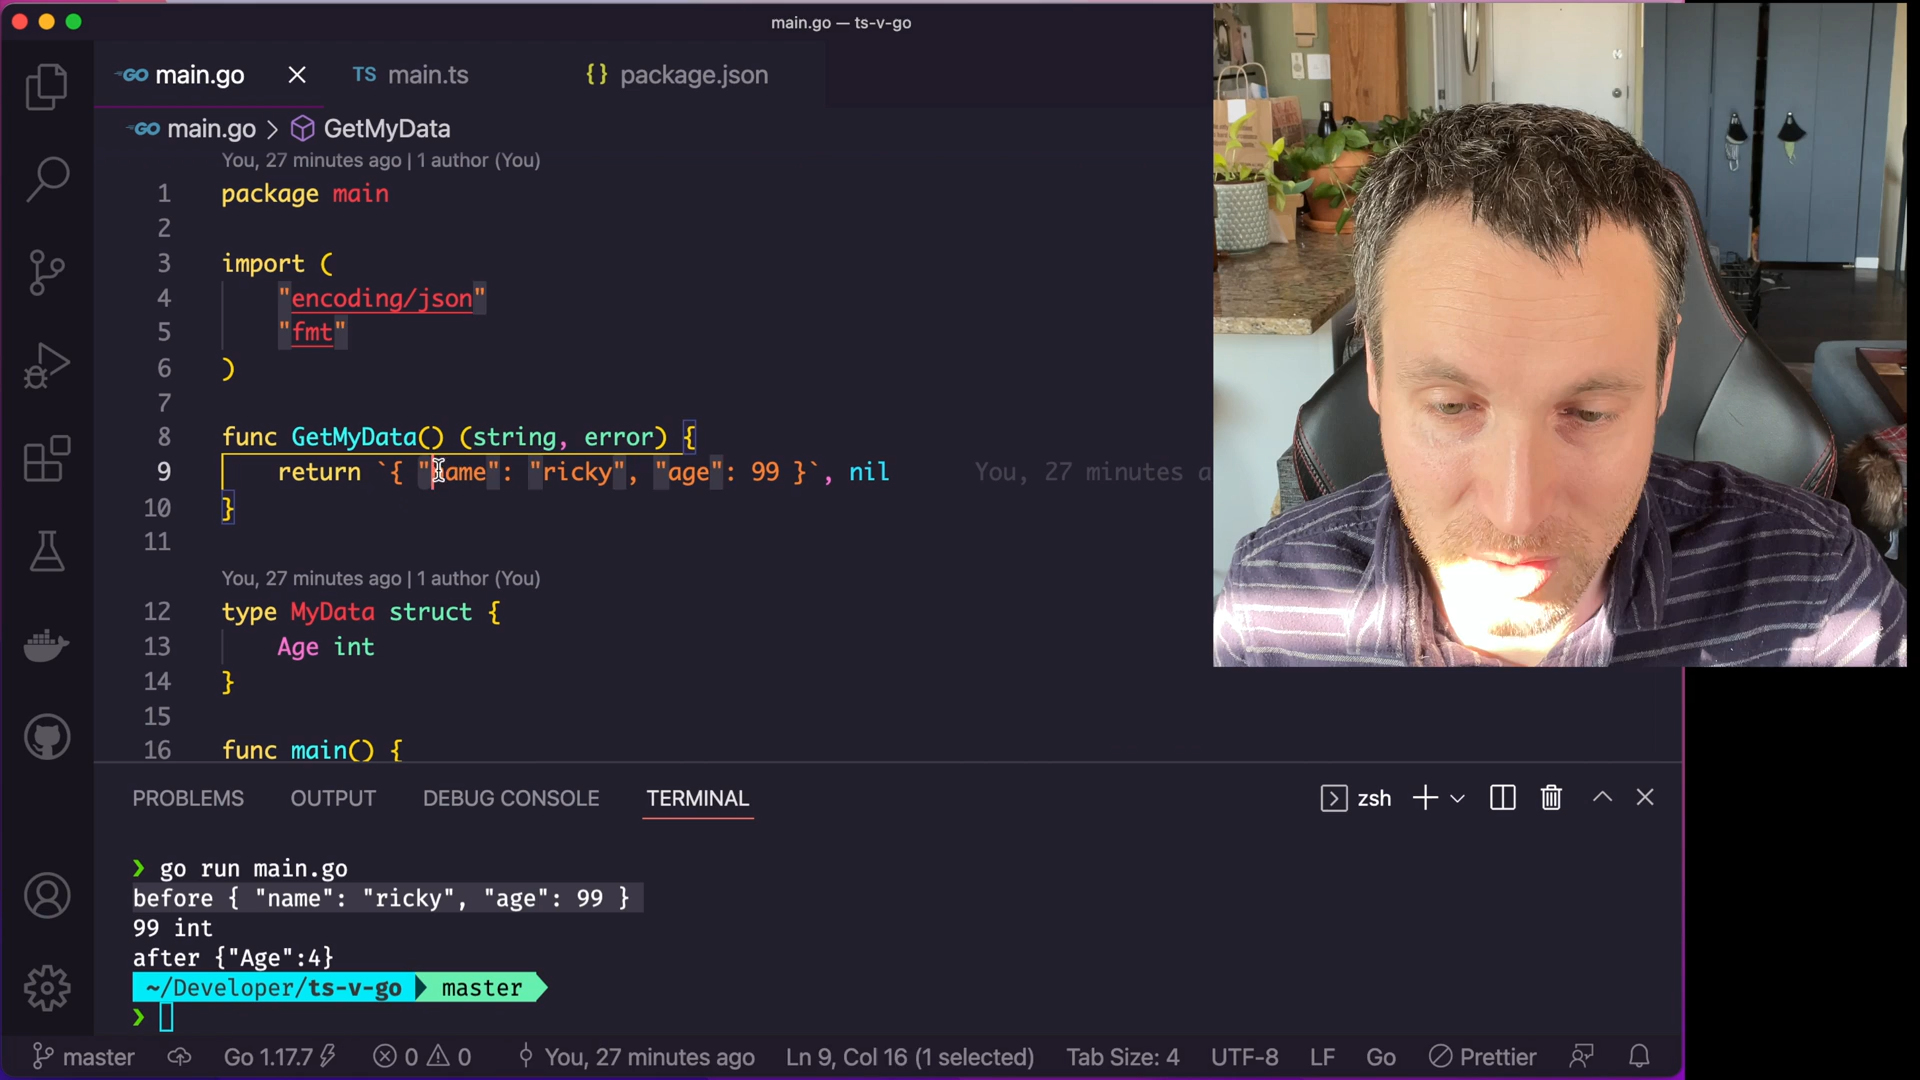 main.go — ts-v-go
GO main.go
TS main.ts
{} package.json
GO main.go > GetMyData
You, 27 minutes ago | 1 author (You)
1 package main
2
3 import (
4 "encoding/json"
5 "fmt"
6 )
7
8 func GetMyData() (string, error) {
9 return `{ "name": "ricky", "age": 99 }`, nil You, 27 minutes a
10 }
11
You, 27 minutes ago | 1 author (You)
12 type MyData struct {
13 Age int
14 }
15
16 func main() {
PROBLEMS OUTPUT DEBUG CONSOLE TERMINAL zsh
❯ go run main.go
before { "name": "ricky", "age": 99 }
99 int
after {"Age":4}
~/Developer/ts-v-go master
❯
master Go 1.17.7 0 0 You, 27 minutes ago Ln 9, Col 16 (1 selected) Tab Size: 4 UTF-8 LF Go Prettier